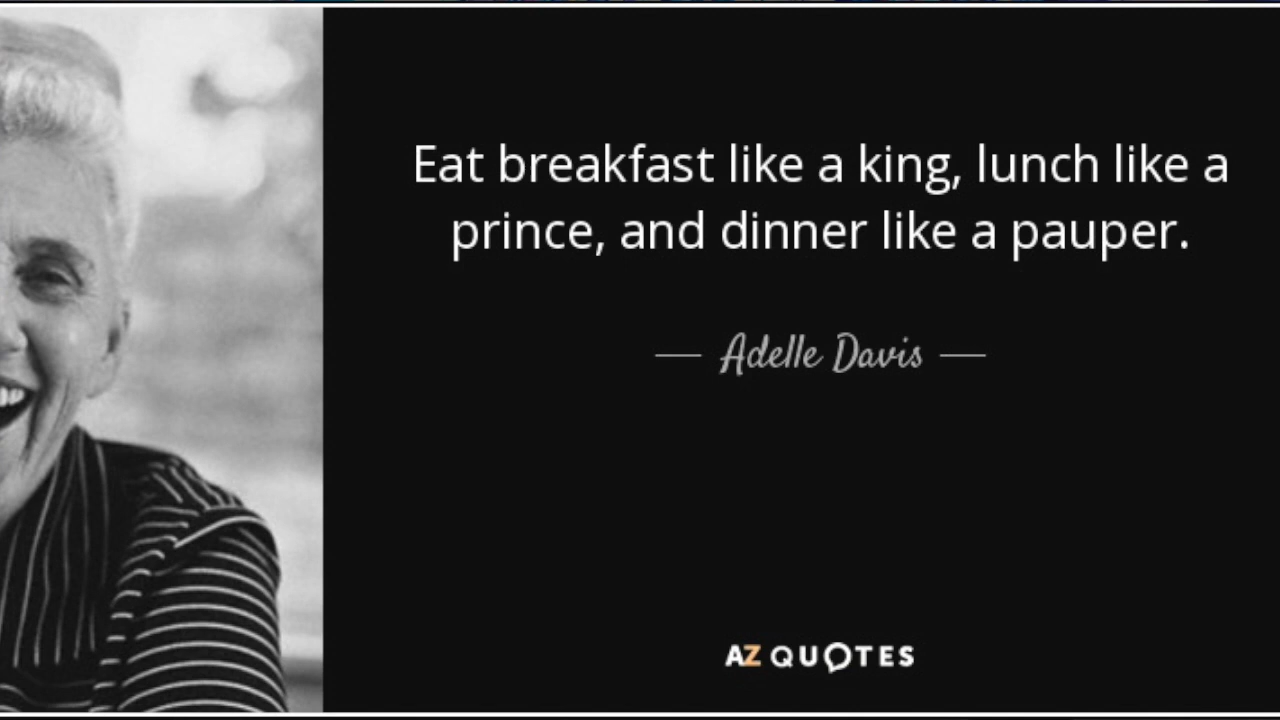 Eat breakfast like a king, lunch like a
prince, and dinner like a pauper.
— Adelle Davis —
AZ QUOTES